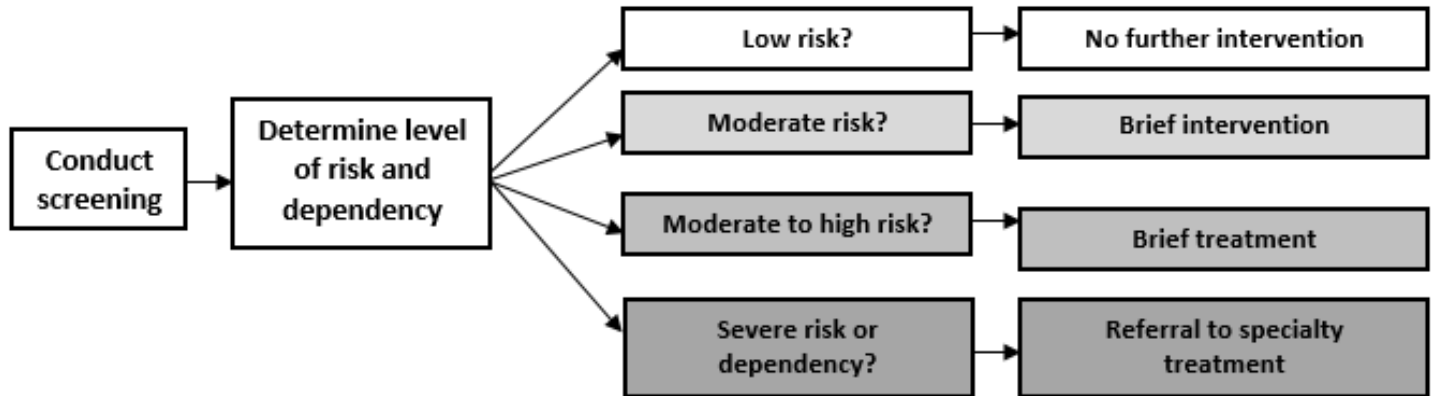 Conduct
screening
Determine level
of risk and
dependency
Low risk?
No further intervention
Moderate risk?
Brief intervention
Moderate to high risk?
Brief treatment
Severe risk or
dependency?
Referral to specialty
treatment